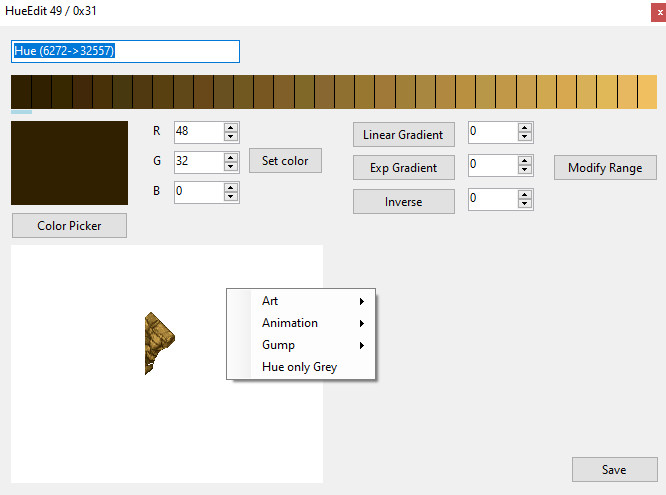 HueEdit 49 / 0x31
x
Hue (6272->32557)
R 48
Linear Gradient 0
G 32 Set color
Exp Gradient 0 Modify Range
B 0
Inverse 0
Color Picker
Art
Animation
Gump
Hue only Grey
Save